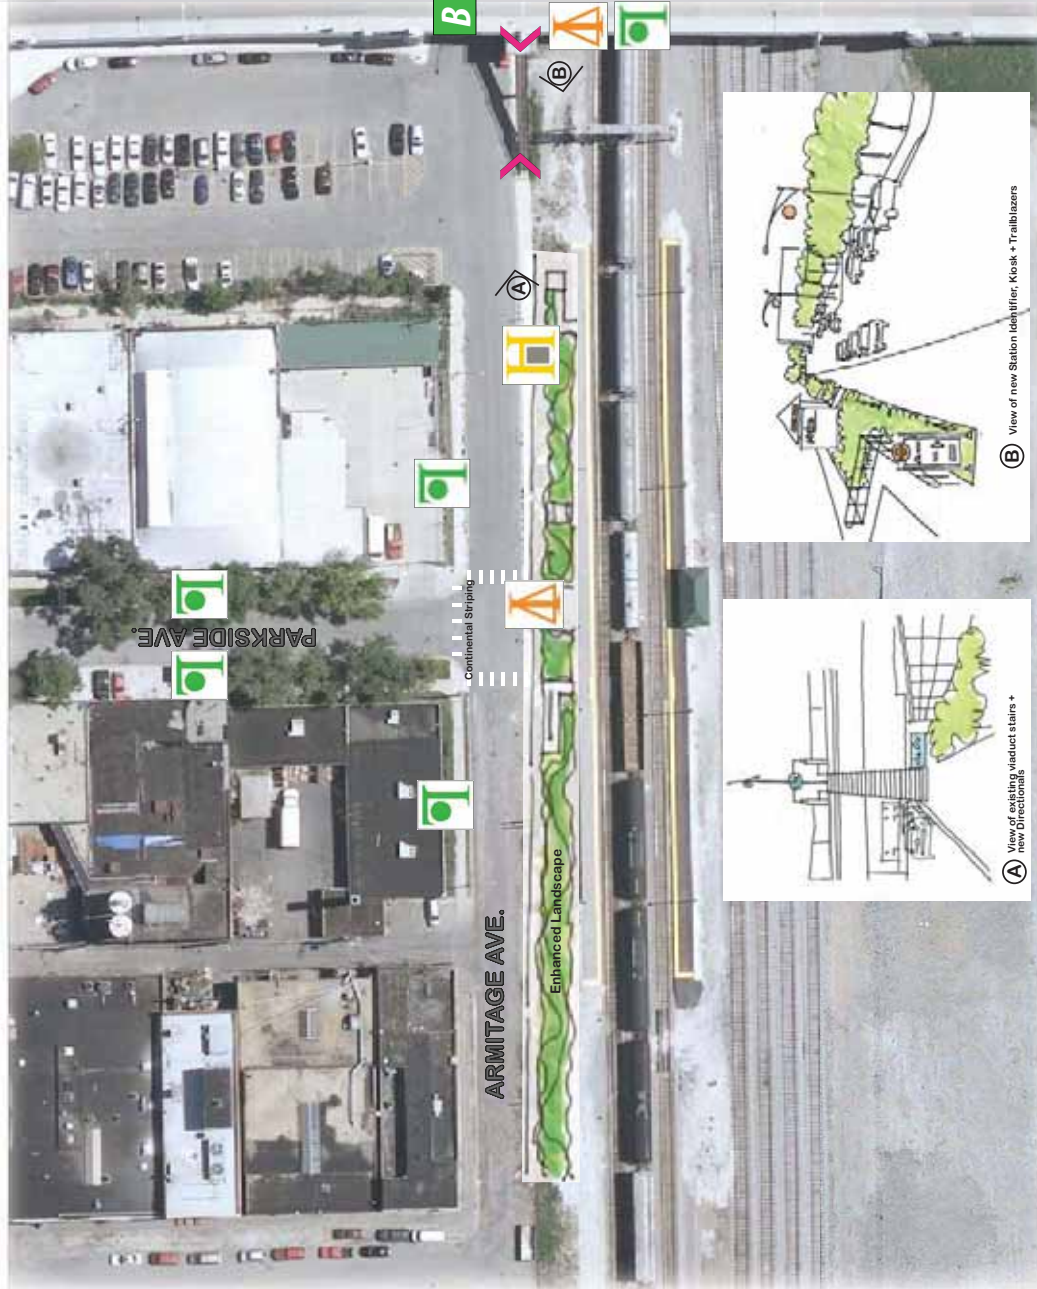 B
B
A
PARKSIDE AVE.
Continental Striping
ARMITAGE AVE.
Enhanced Landscape
B View of new Station Identifier, Kiosk + Trailblazers
A View of existing viaduct stairs +
new Directionals